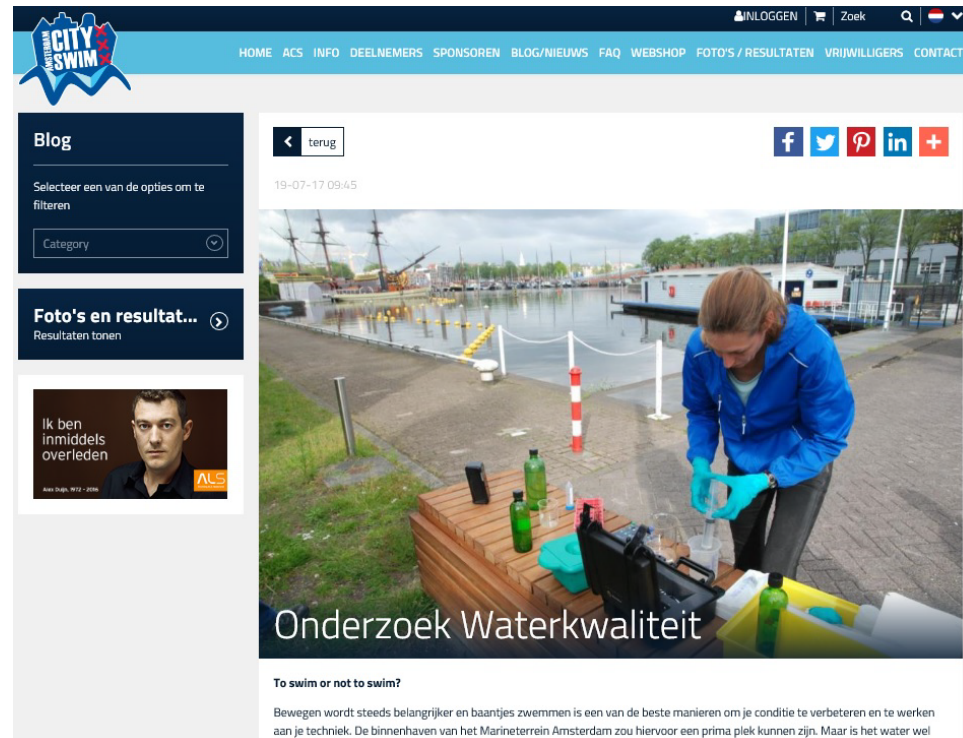 INLOGGEN
Zoek
AMSTERDAM
CITY
SWIM
HOME ACS INFO DEELNEMERS SPONSOREN BLOG/NIEUWS FAQ WEBSHOP FOTO'S / RESULTATEN VRIJWILLIGERS CONTACT
Blog
Selecteer een van de opties om te
filteren
Category
Foto's en resultat...
Resultaten tonen
Ik ben
inmiddels
overleden
ALS
terug
19-07-17 09:45
Onderzoek Waterkwaliteit
To swim or not to swim?
Bewegen wordt steeds belangrijker en baantjes zwemmen is een van de beste manieren om je conditie te verbeteren en te werken
aan je techniek. De binnenhaven van het Marineterrein Amsterdam zou hiervoor een prima plek kunnen zijn. Maar is het water wel